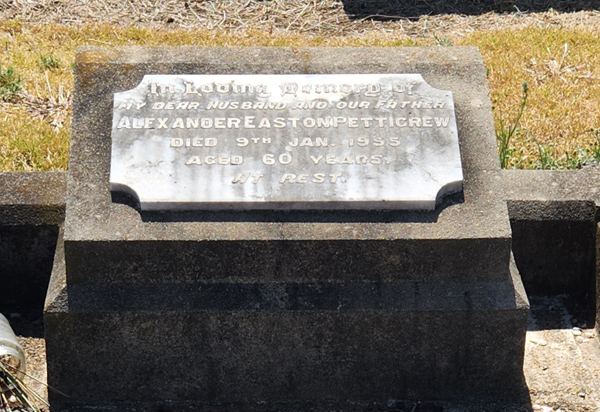 In Loving Memory of
MY DEAR HUSBAND AND OUR FATHER
ALEXANDER EASTON PETTIGREW
DIED 9TH JAN. 1955
AGED 60 YEARS.
AT REST.